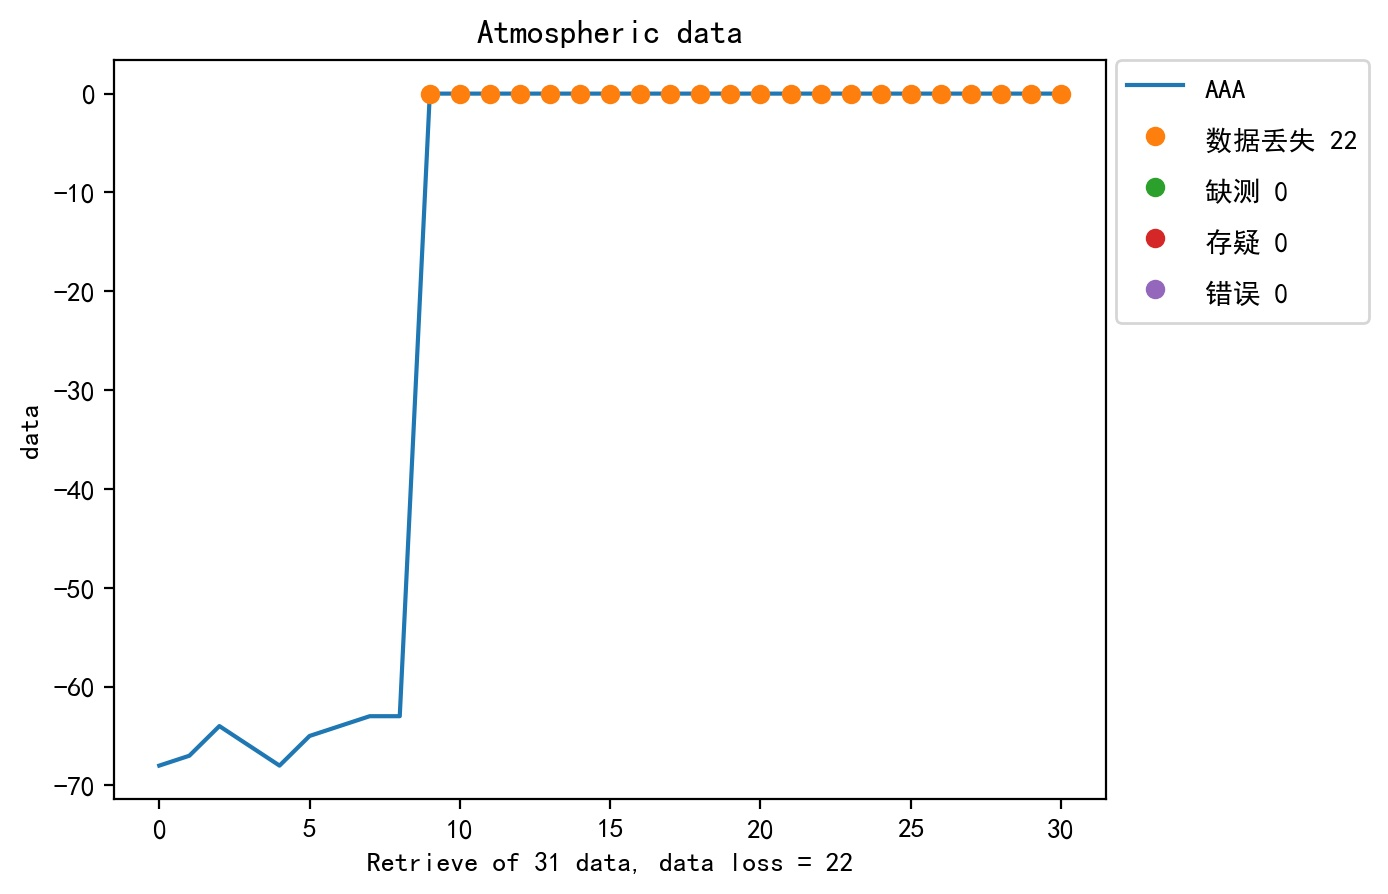 Atmospheric data
0
−10
−20
−30
−40
−50
−60
−70
data
0 5 10 15 20 25 30
Retrieve of 31 data, data loss = 22
AAA
数据丢失 22
缺测 0
存疑 0
错误 0